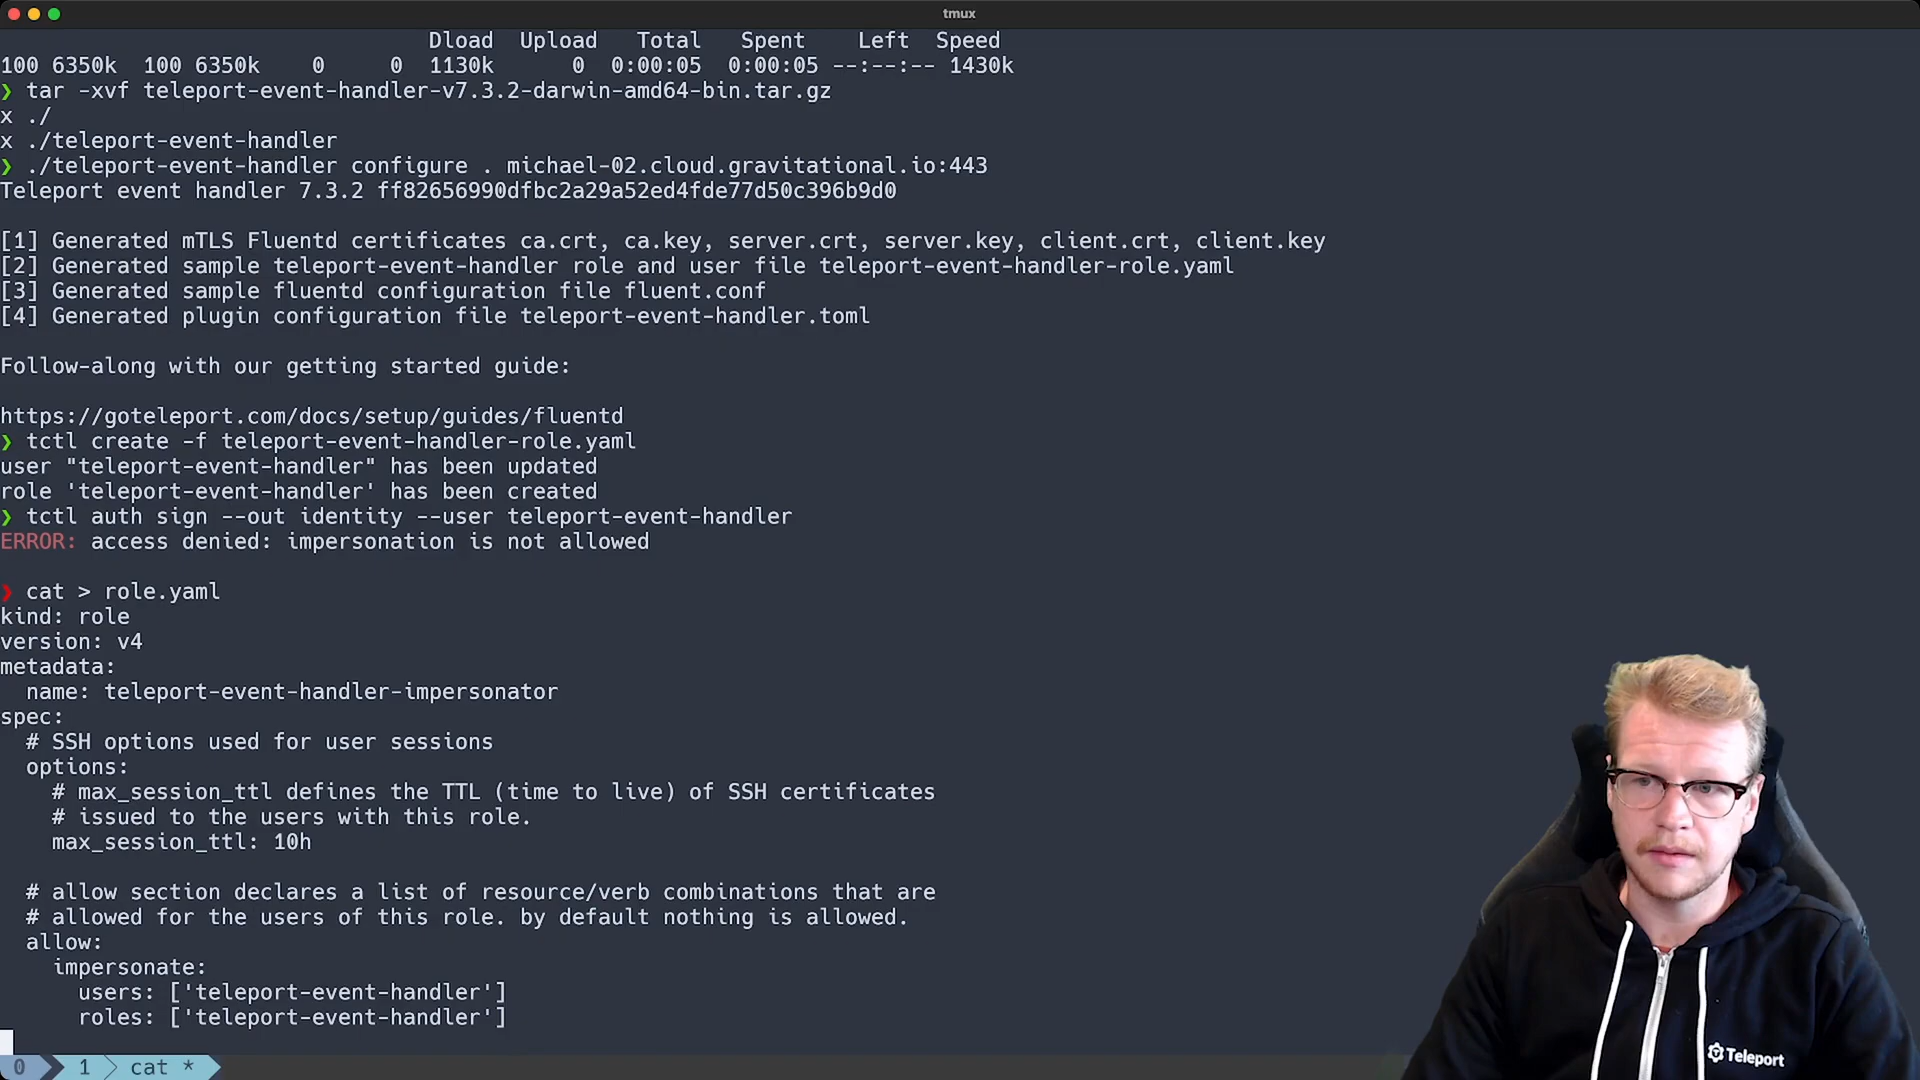 tmux
Dload Upload Total Spent Left Speed
100 6350k 100 6350k 0 0 1130k 0 0:00:05 0:00:05 --:--:-- 1430k
❯ tar -xvf teleport-event-handler-v7.3.2-darwin-amd64-bin.tar.gz
x ./
x ./teleport-event-handler
❯ ./teleport-event-handler configure . michael-02.cloud.gravitational.io:443
Teleport event handler 7.3.2 ff82656990dfbc2a29a52ed4fde77d50c396b9d0
[1] Generated mTLS Fluentd certificates ca.crt, ca.key, server.crt, server.key, client.crt, client.key
[2] Generated sample teleport-event-handler role and user file teleport-event-handler-role.yaml
[3] Generated sample fluentd configuration file fluent.conf
[4] Generated plugin configuration file teleport-event-handler.toml
Follow-along with our getting started guide:
https://goteleport.com/docs/setup/guides/fluentd
❯ tctl create -f teleport-event-handler-role.yaml
user "teleport-event-handler" has been updated
role 'teleport-event-handler' has been created
❯ tctl auth sign --out identity --user teleport-event-handler
ERROR: access denied: impersonation is not allowed
❯ cat > role.yaml
kind: role
version: v4
metadata:
  name: teleport-event-handler-impersonator
spec:
  # SSH options used for user sessions
  options:
    # max_session_ttl defines the TTL (time to live) of SSH certificates
    # issued to the users with this role.
    max_session_ttl: 10h
  # allow section declares a list of resource/verb combinations that are
  # allowed for the users of this role. by default nothing is allowed.
  allow:
    impersonate:
      users: ['teleport-event-handler']
      roles: ['teleport-event-handler']
0 1 cat *
Teleport